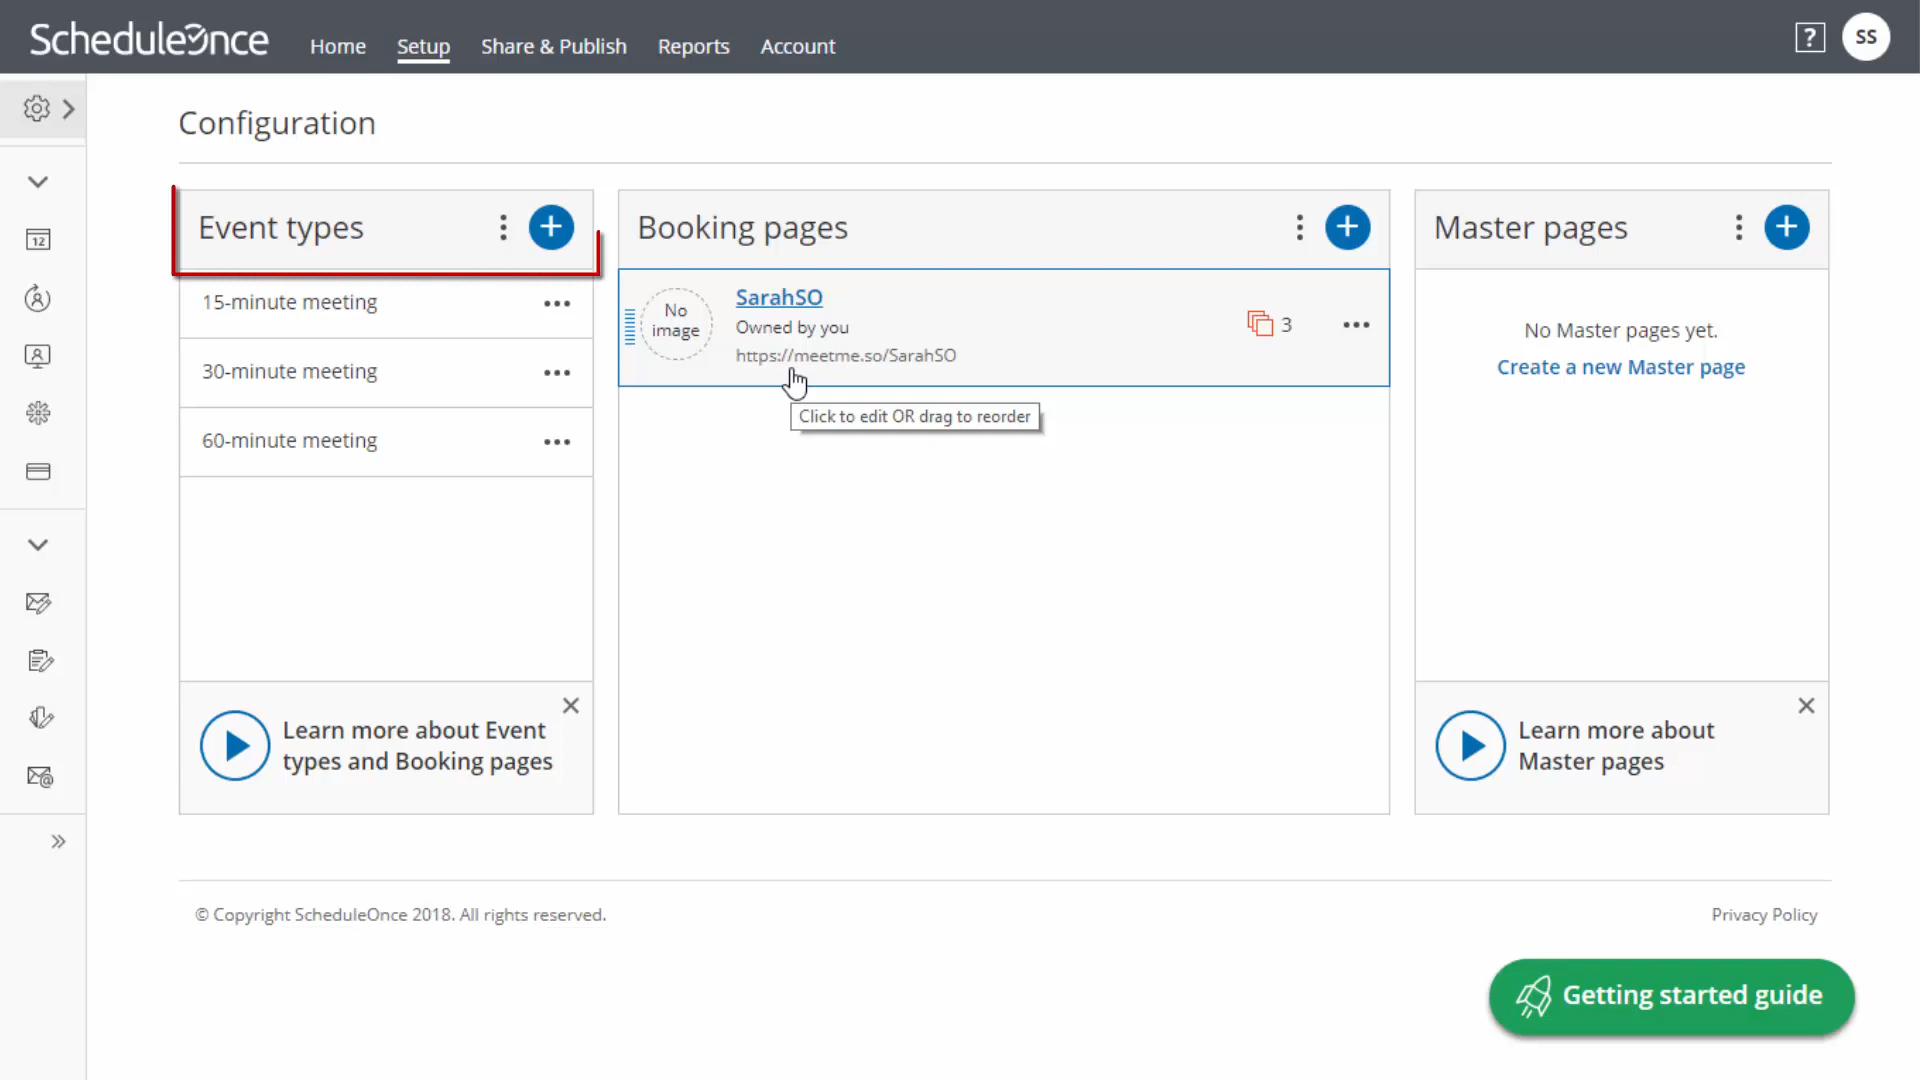 ScheduleOnce
Home
Setup
Share & Publish
Reports
Account
?
SS
Configuration
Event types
15-minute meeting
30-minute meeting
60-minute meeting
Learn more about Event
types and Booking pages
Booking pages
No
image
SarahSO
Owned by you
https://meetme.so/SarahSO
3
Click to edit OR drag to reorder
Master pages
No Master pages yet.
Create a new Master page
Learn more about
Master pages
12
© Copyright ScheduleOnce 2018. All rights reserved.
Privacy Policy
Getting started guide